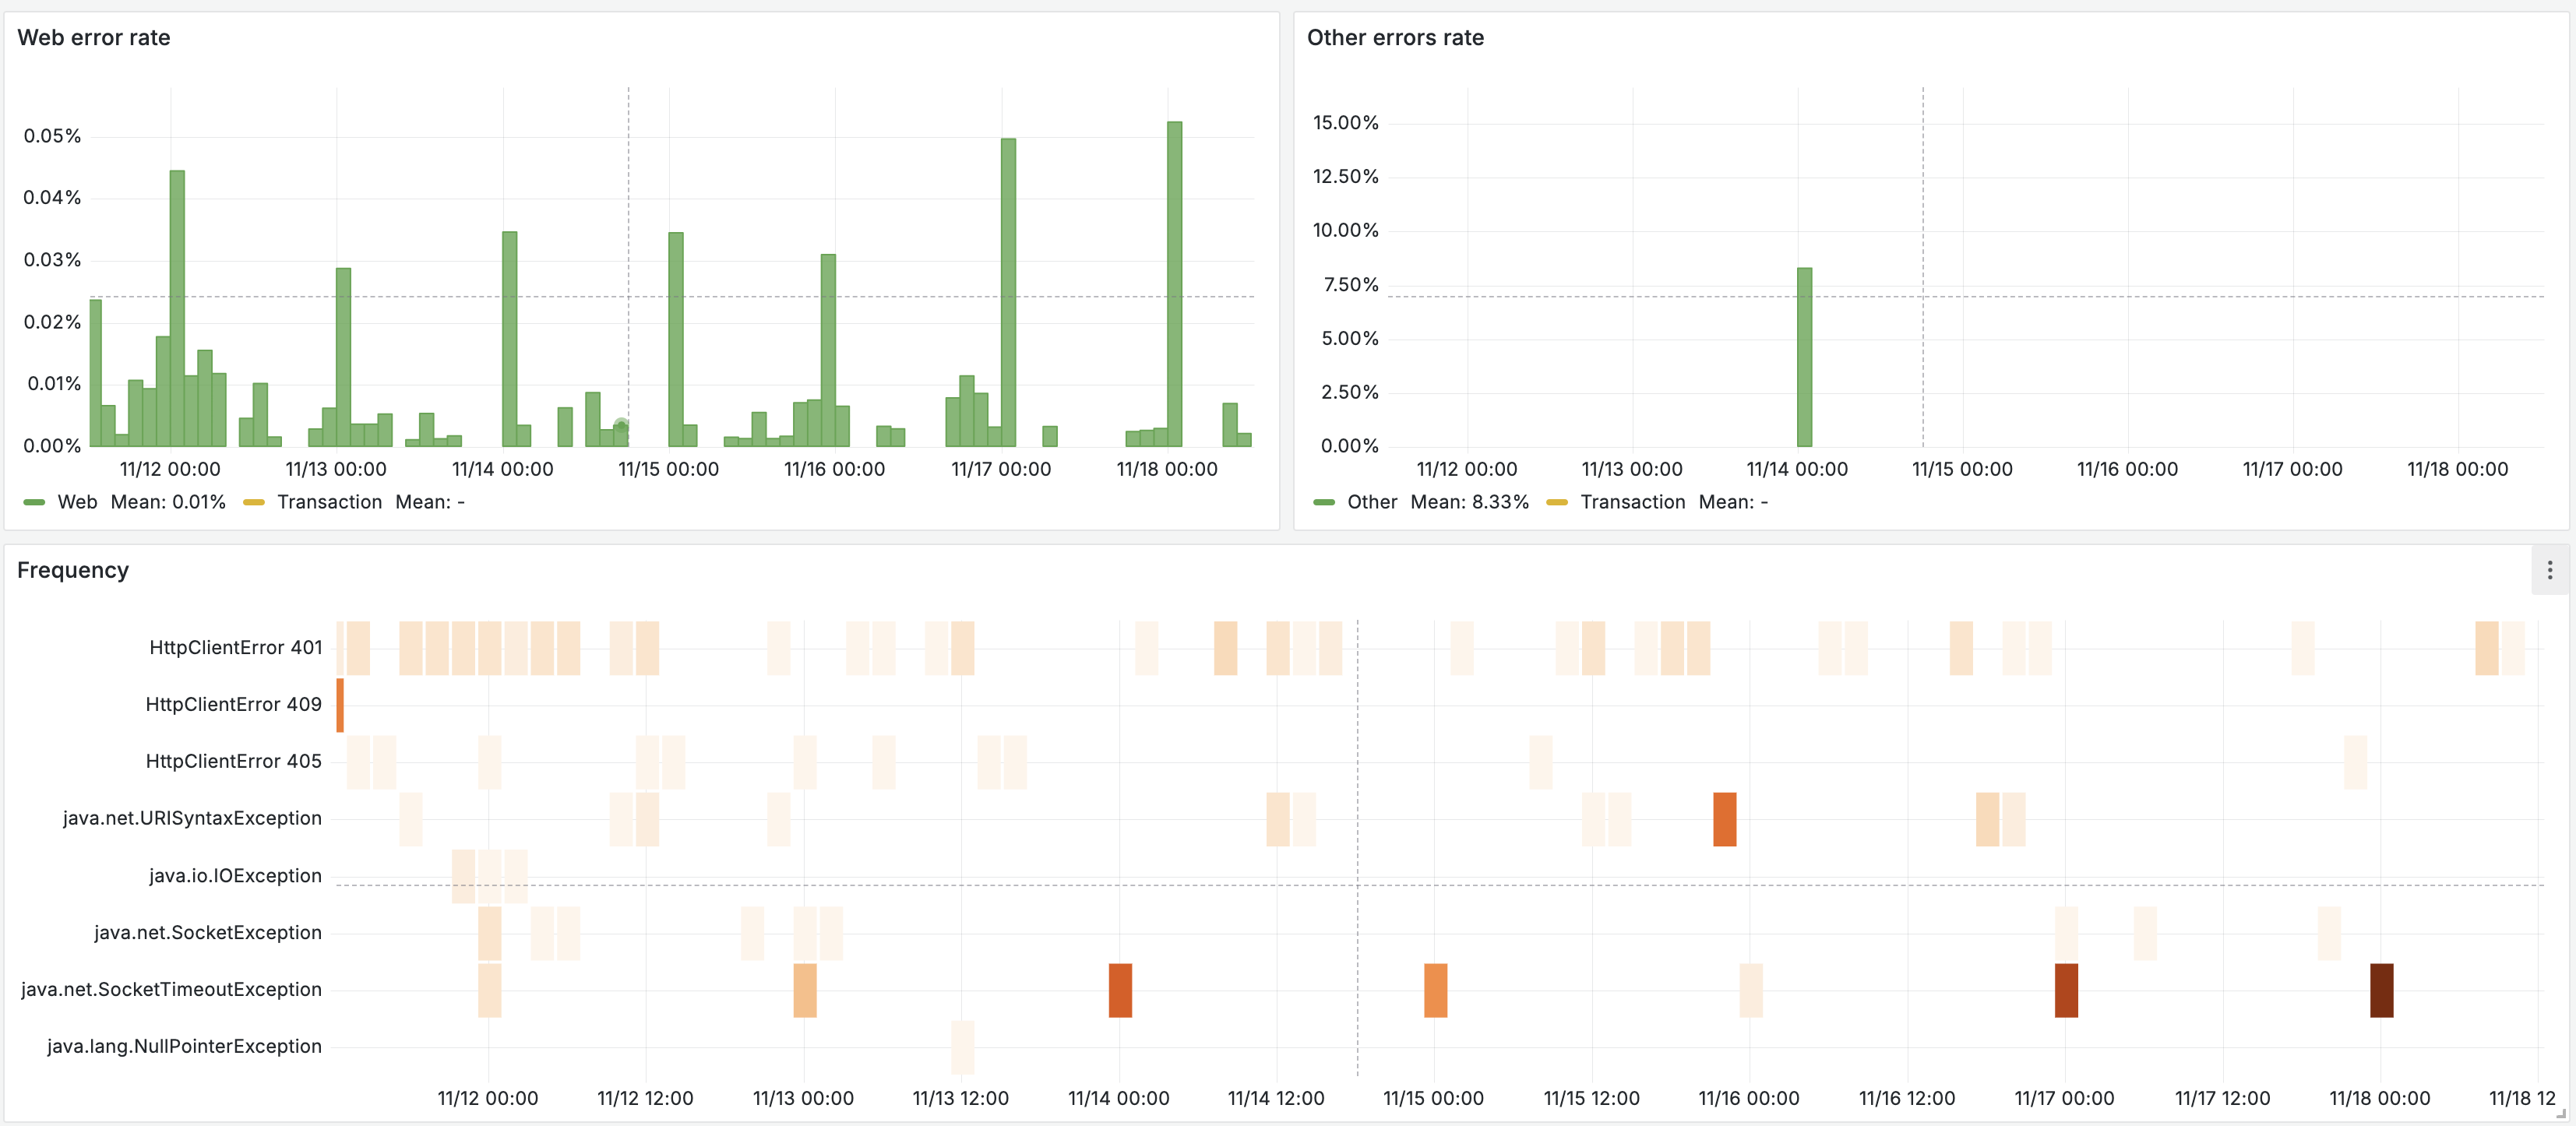 Web error rate
0.05%
0.04%
0.03%
0.02%
0.01%
0.00%
11/12 00:00 11/13 00:00 11/14 00:00 11/15 00:00 11/16 00:00 11/17 00:00 11/18 00:00
Web Mean: 0.01% Transaction Mean: -
Other errors rate
15.00%
12.50%
10.00%
7.50%
5.00%
2.50%
0.00%
11/12 00:00 11/13 00:00 11/14 00:00 11/15 00:00 11/16 00:00 11/17 00:00 11/18 00:00
Other Mean: 8.33% Transaction Mean: -
Frequency
HttpClientError 401
HttpClientError 409
HttpClientError 405
java.net.URISyntaxException
java.io.IOException
java.net.SocketException
java.net.SocketTimeoutException
java.lang.NullPointerException
11/12 00:00 11/12 12:00 11/13 00:00 11/13 12:00 11/14 00:00 11/14 12:00 11/15 00:00 11/15 12:00 11/16 00:00 11/16 12:00 11/17 00:00 11/17 12:00 11/18 00:00 11/18 12